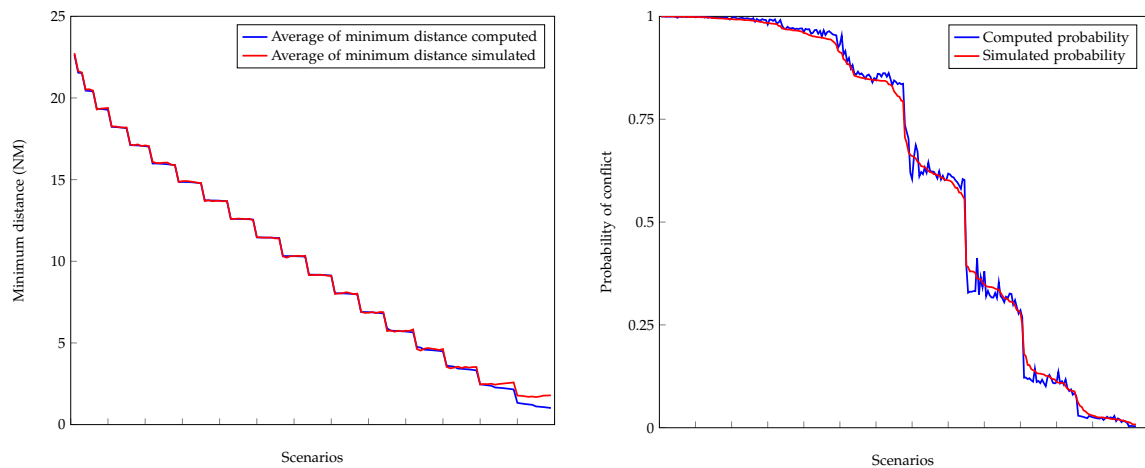 25
20
15
10
5
0
Minimum distance (NM)
Scenarios
Average of minimum distance computed
Average of minimum distance simulated
1
0.75
0.5
0.25
0
Probability of conflict
Scenarios
Computed probability
Simulated probability